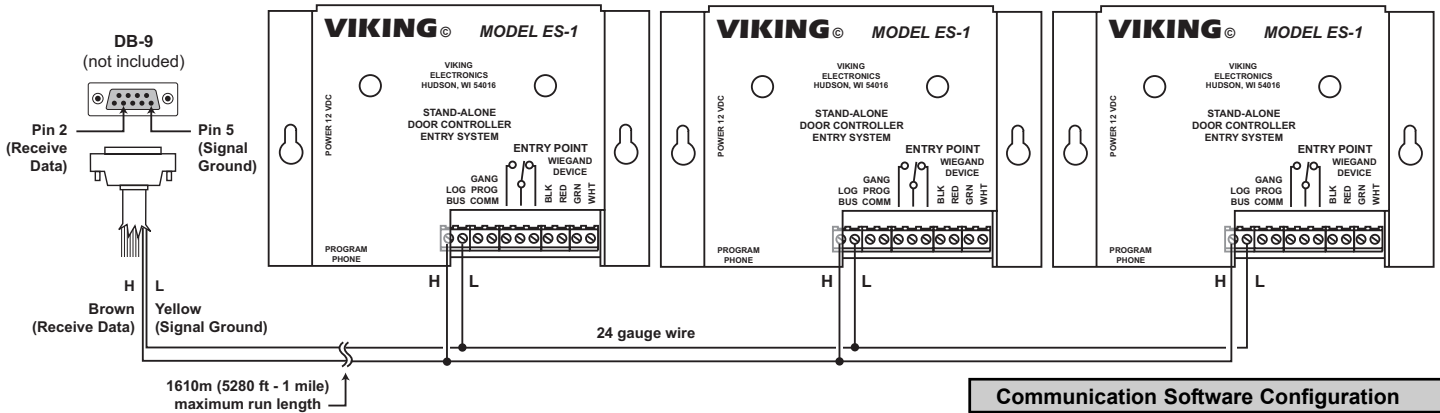 DB-9
(not included)
Pin 2
(Receive
Data)
Pin 5
(Signal
Ground)
H L
Brown
(Receive Data)
Yellow
(Signal Ground)
1610m (5280 ft - 1 mile)
maximum run length
24 gauge wire
VIKING © MODEL ES-1
VIKING
ELECTRONICS
HUDSON, WI 54016
POWER 12 VDC
STAND-ALONE
DOOR CONTROLLER
ENTRY SYSTEM
ENTRY POINT
WIEGAND
DEVICE
GANG
LOG PROG
BUS COMM
BLK
RED
GRN
WHT
PROGRAM
PHONE
H L
VIKING © MODEL ES-1
VIKING
ELECTRONICS
HUDSON, WI 54016
POWER 12 VDC
STAND-ALONE
DOOR CONTROLLER
ENTRY SYSTEM
ENTRY POINT
WIEGAND
DEVICE
GANG
LOG PROG
BUS COMM
BLK
RED
GRN
WHT
PROGRAM
PHONE
H L
VIKING © MODEL ES-1
VIKING
ELECTRONICS
HUDSON, WI 54016
POWER 12 VDC
STAND-ALONE
DOOR CONTROLLER
ENTRY SYSTEM
ENTRY POINT
WIEGAND
DEVICE
GANG
LOG PROG
BUS COMM
BLK
RED
GRN
WHT
PROGRAM
PHONE
H L
Communication Software Configuration